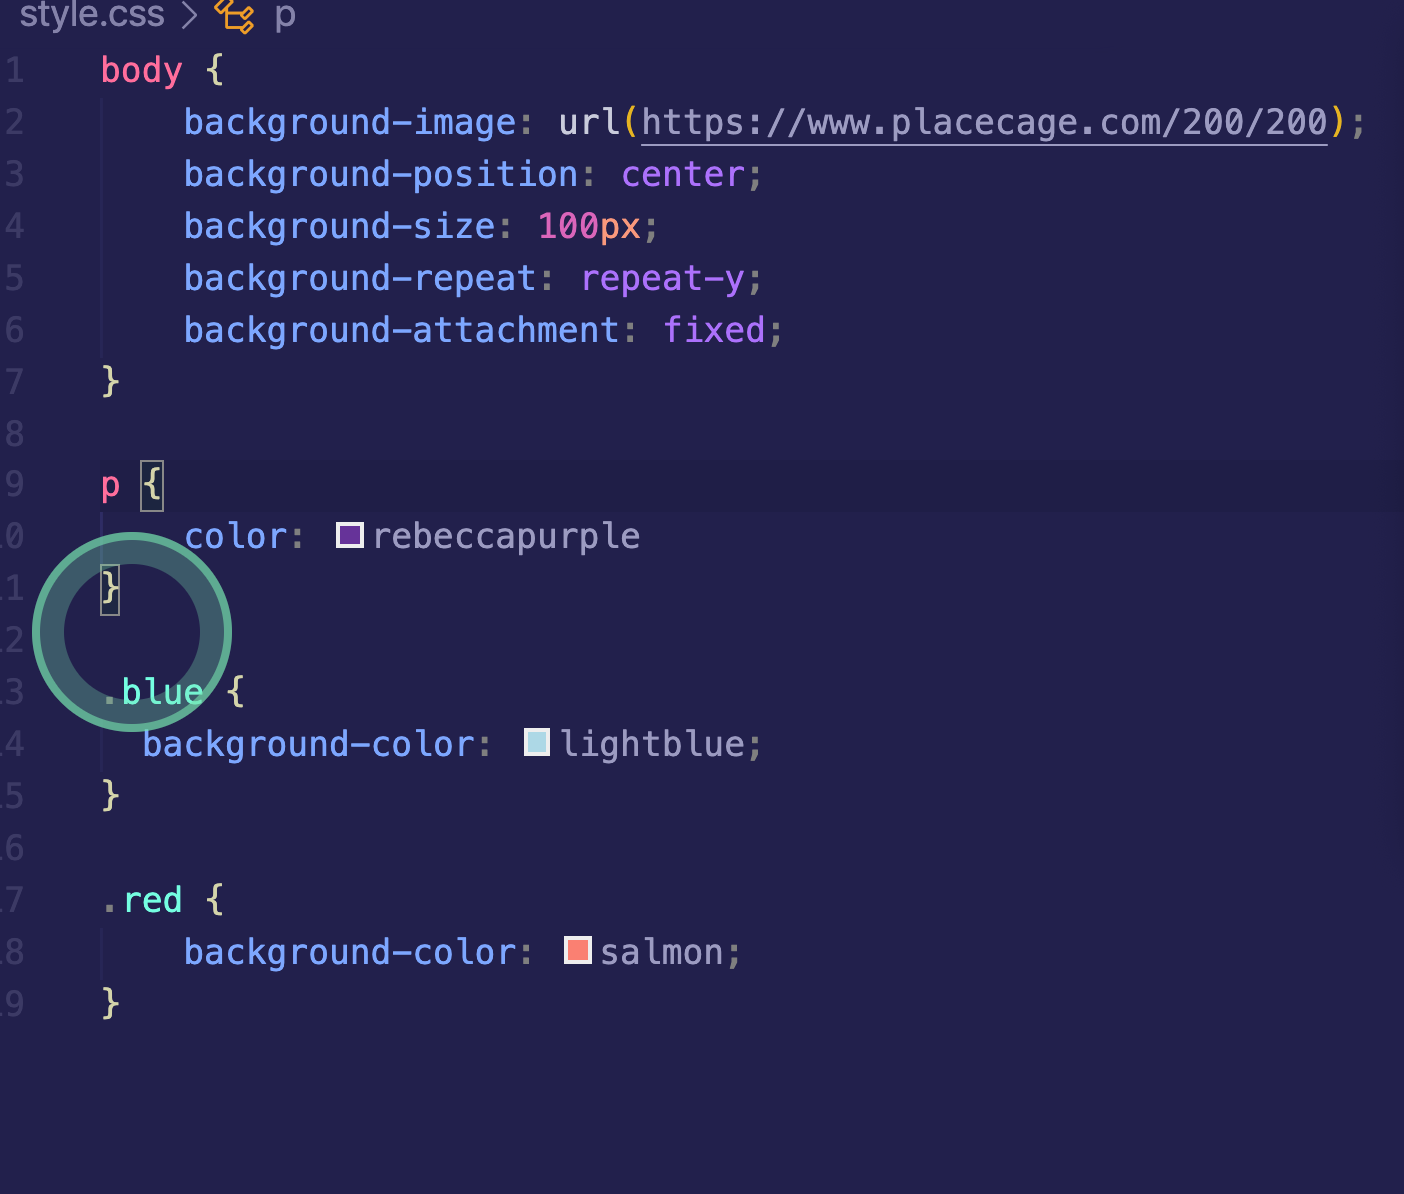 style.css > p
1 body {
2 background-image: url(https://www.placecage.com/200/200);
3 background-position: center;
4 background-size: 100px;
5 background-repeat: repeat-y;
6 background-attachment: fixed;
7 }
8
9 p {
0 color: rebeccapurple
11 }
12
13 .blue {
14 background-color: lightblue;
15 }
16
17 .red {
18 background-color: salmon;
19 }